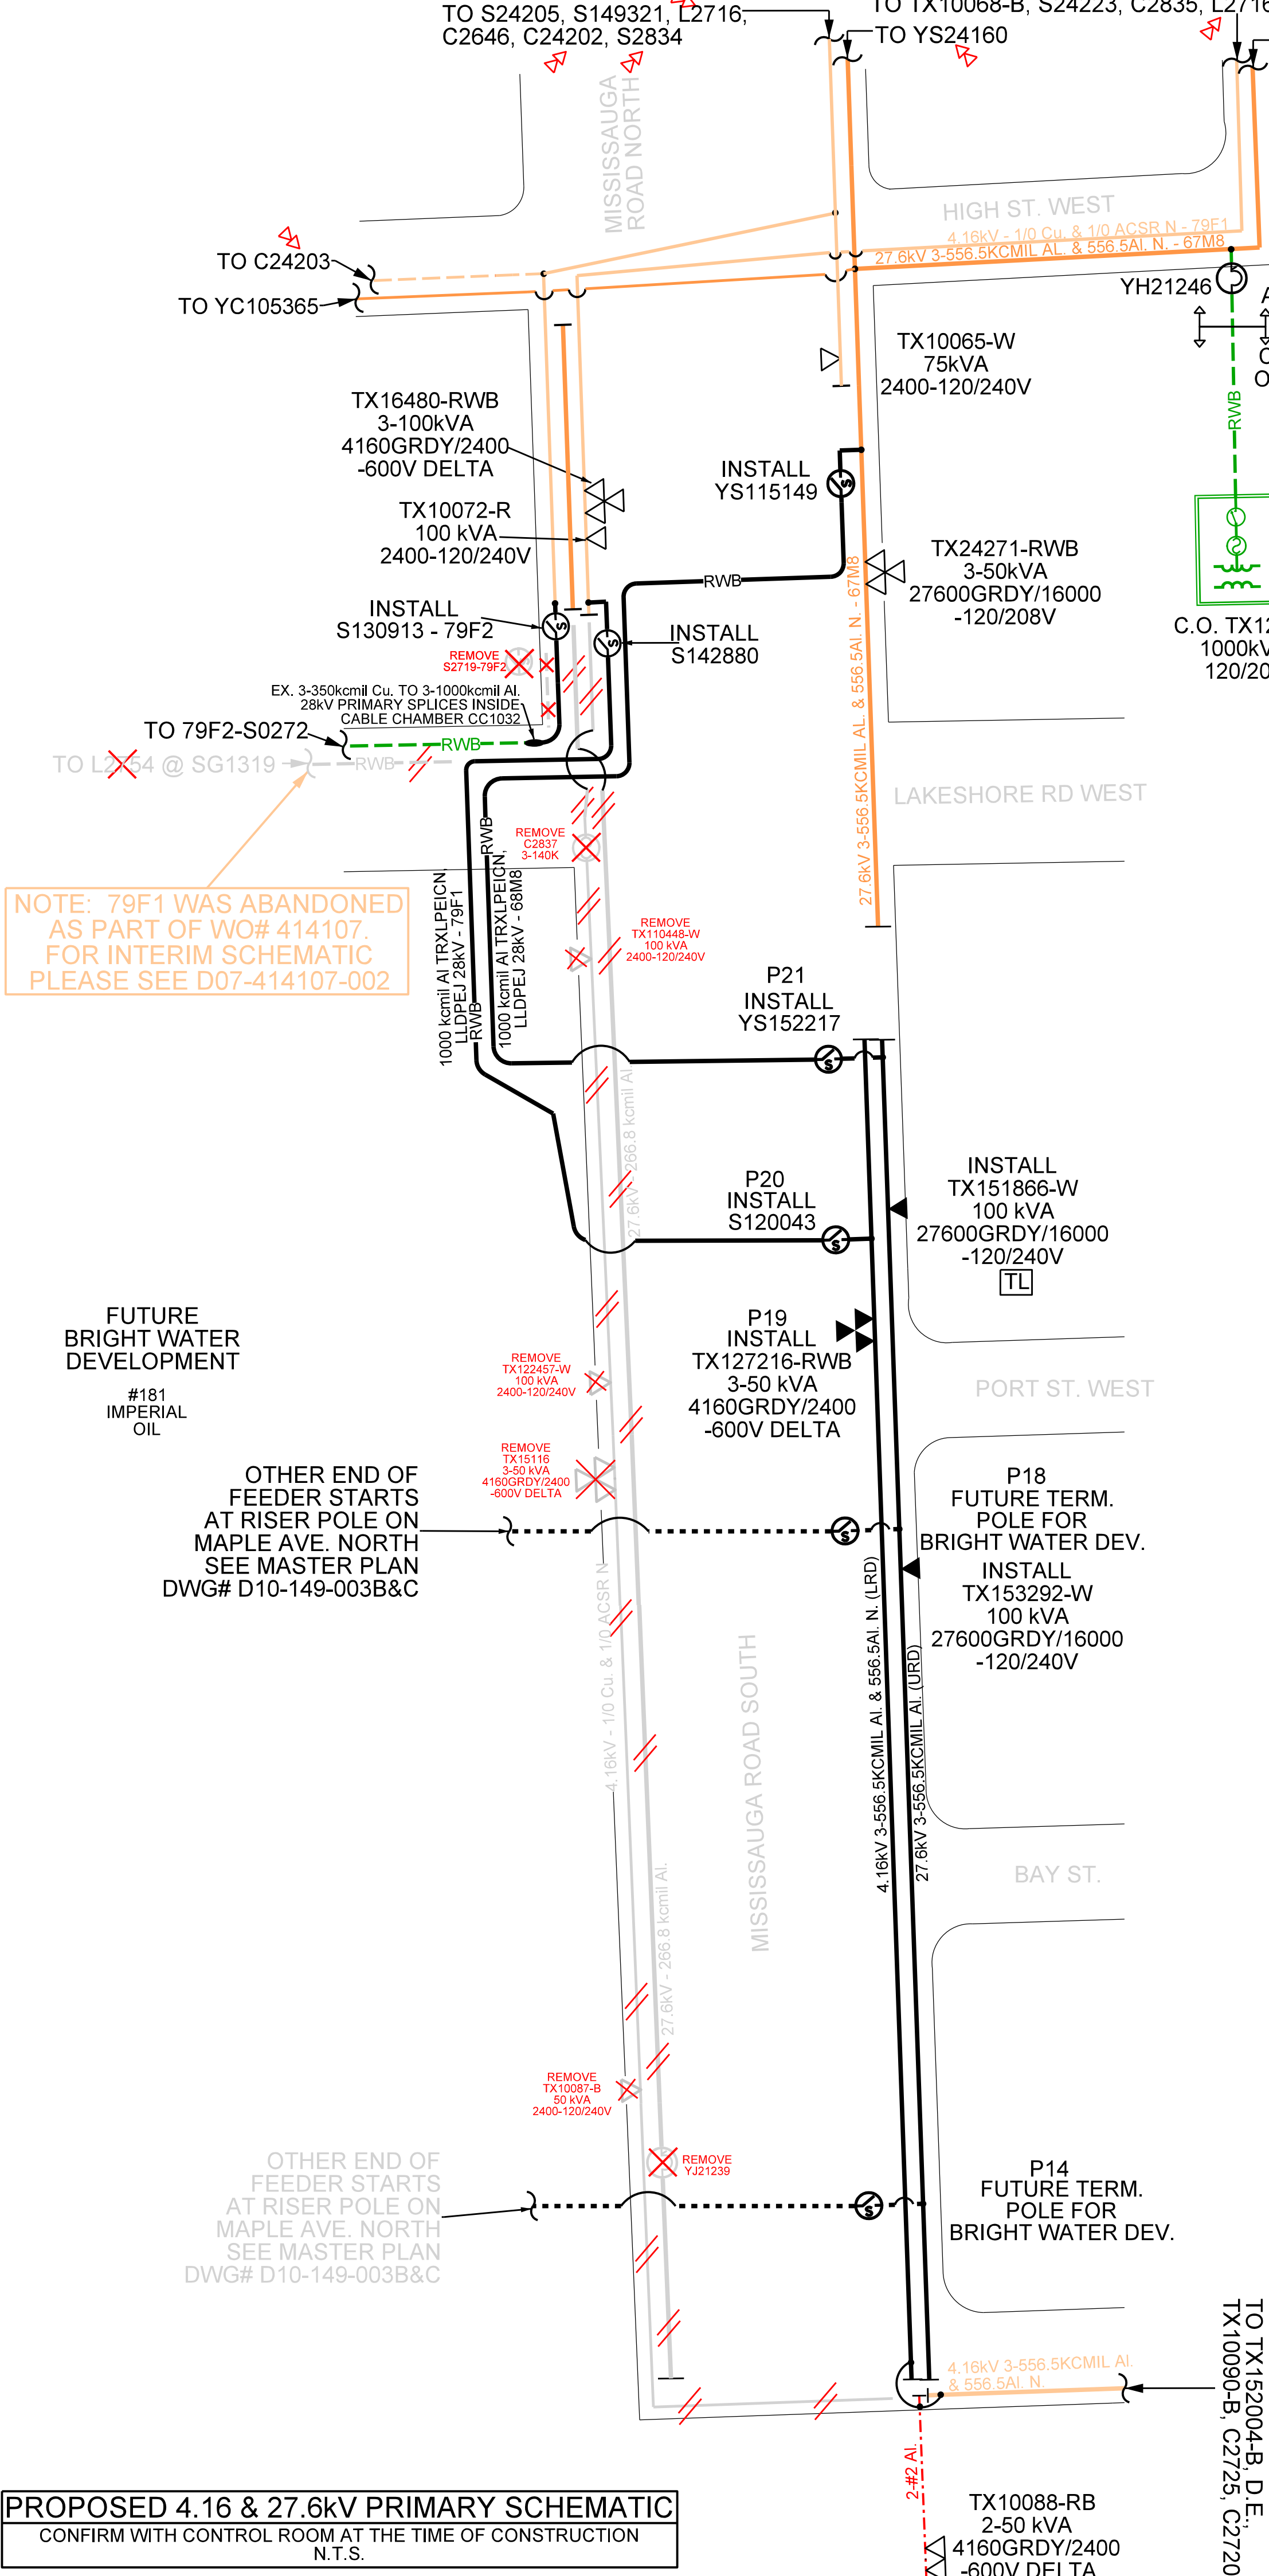 TO S24205, S149321, L2716,
C2646, C24202, S2834
TO TX10068-B, S24223, C2835, L2716
TO YS24160
MISSISSAUGA
ROAD NORTH
HIGH ST. WEST
4.16kV - 1/0 Cu. & 1/0 ACSR N - 79F1
27.6kV 3-556.5KCMIL AL. & 556.5Al. N. - 67M8
TO C24203
TO YC105365
YH21246
RWB
TX10065-W
75kVA
2400-120/240V
TX16480-RWB
3-100kVA
4160GRDY/2400
-600V DELTA
TX10072-R
100 kVA
2400-120/240V
INSTALL
YS115149
RWB
27.6kV 3-556.5KCMIL AL. & 556.5Al. N. - 67M8
TX24271-RWB
3-50kVA
27600GRDY/16000
-120/208V
C.O. TX12
1000kV
120/20
INSTALL
S130913 - 79F2
INSTALL
S142880
REMOVE
S2719-79F2
EX. 3-350kcmil Cu. TO 3-1000kcmil Al.
28kV PRIMARY SPLICES INSIDE
CABLE CHAMBER CC1032
TO 79F2-S0272
RWB
TO L2754 @ SG1319
RWB
LAKESHORE RD WEST
REMOVE
C2837
3-140K
RWB
1000 kcmil Al TRXLPEICN,
LLDPEJ 28kV - 79F1
RWB
1000 kcmil Al TRXLPEICN,
LLDPEJ 28kV - 68M8
NOTE: 79F1 WAS ABANDONED
AS PART OF WO# 414107.
FOR INTERIM SCHEMATIC
PLEASE SEE D07-414107-002
REMOVE
TX110448-W
100 kVA
2400-120/240V
P21
INSTALL
YS152217
27.6kV - 266.8 kcmil Al.
P20
INSTALL
S120043
INSTALL
TX151866-W
100 kVA
27600GRDY/16000
-120/240V
TL
FUTURE
BRIGHT WATER
DEVELOPMENT
#181
IMPERIAL
OIL
P19
INSTALL
TX127216-RWB
3-50 kVA
4160GRDY/2400
-600V DELTA
REMOVE
TX122457-W
100 kVA
2400-120/240V
PORT ST. WEST
REMOVE
TX15116
3-50 kVA
4160GRDY/2400
-600V DELTA
OTHER END OF
FEEDER STARTS
AT RISER POLE ON
MAPLE AVE. NORTH
SEE MASTER PLAN
DWG# D10-149-003B&C
P18
FUTURE TERM.
POLE FOR
BRIGHT WATER DEV.
INSTALL
TX153292-W
100 kVA
27600GRDY/16000
-120/240V
4.16kV - 1/0 Cu. & 1/0 ACSR N
4.16kV 3-556.5KCMIL Al. & 556.5Al. N. (LRD)
27.6kV 3-556.5KCMIL Al. (URD)
MISSISSAUGA ROAD SOUTH
BAY ST.
27.6kV - 266.8 kcmil Al.
REMOVE
TX10087-B
50 kVA
2400-120/240V
REMOVE
YJ21239
OTHER END OF
FEEDER STARTS
AT RISER POLE ON
MAPLE AVE. NORTH
SEE MASTER PLAN
DWG# D10-149-003B&C
P14
FUTURE TERM.
POLE FOR
BRIGHT WATER DEV.
4.16kV 3-556.5KCMIL Al.
& 556.5Al. N.
TO TX152004-B, D.E.,
TX10090-B, C2725, C2720
2-#2 Al.
TX10088-RB
2-50 kVA
4160GRDY/2400
-600V DELTA
PROPOSED 4.16 & 27.6kV PRIMARY SCHEMATIC
CONFIRM WITH CONTROL ROOM AT THE TIME OF CONSTRUCTION
N.T.S.